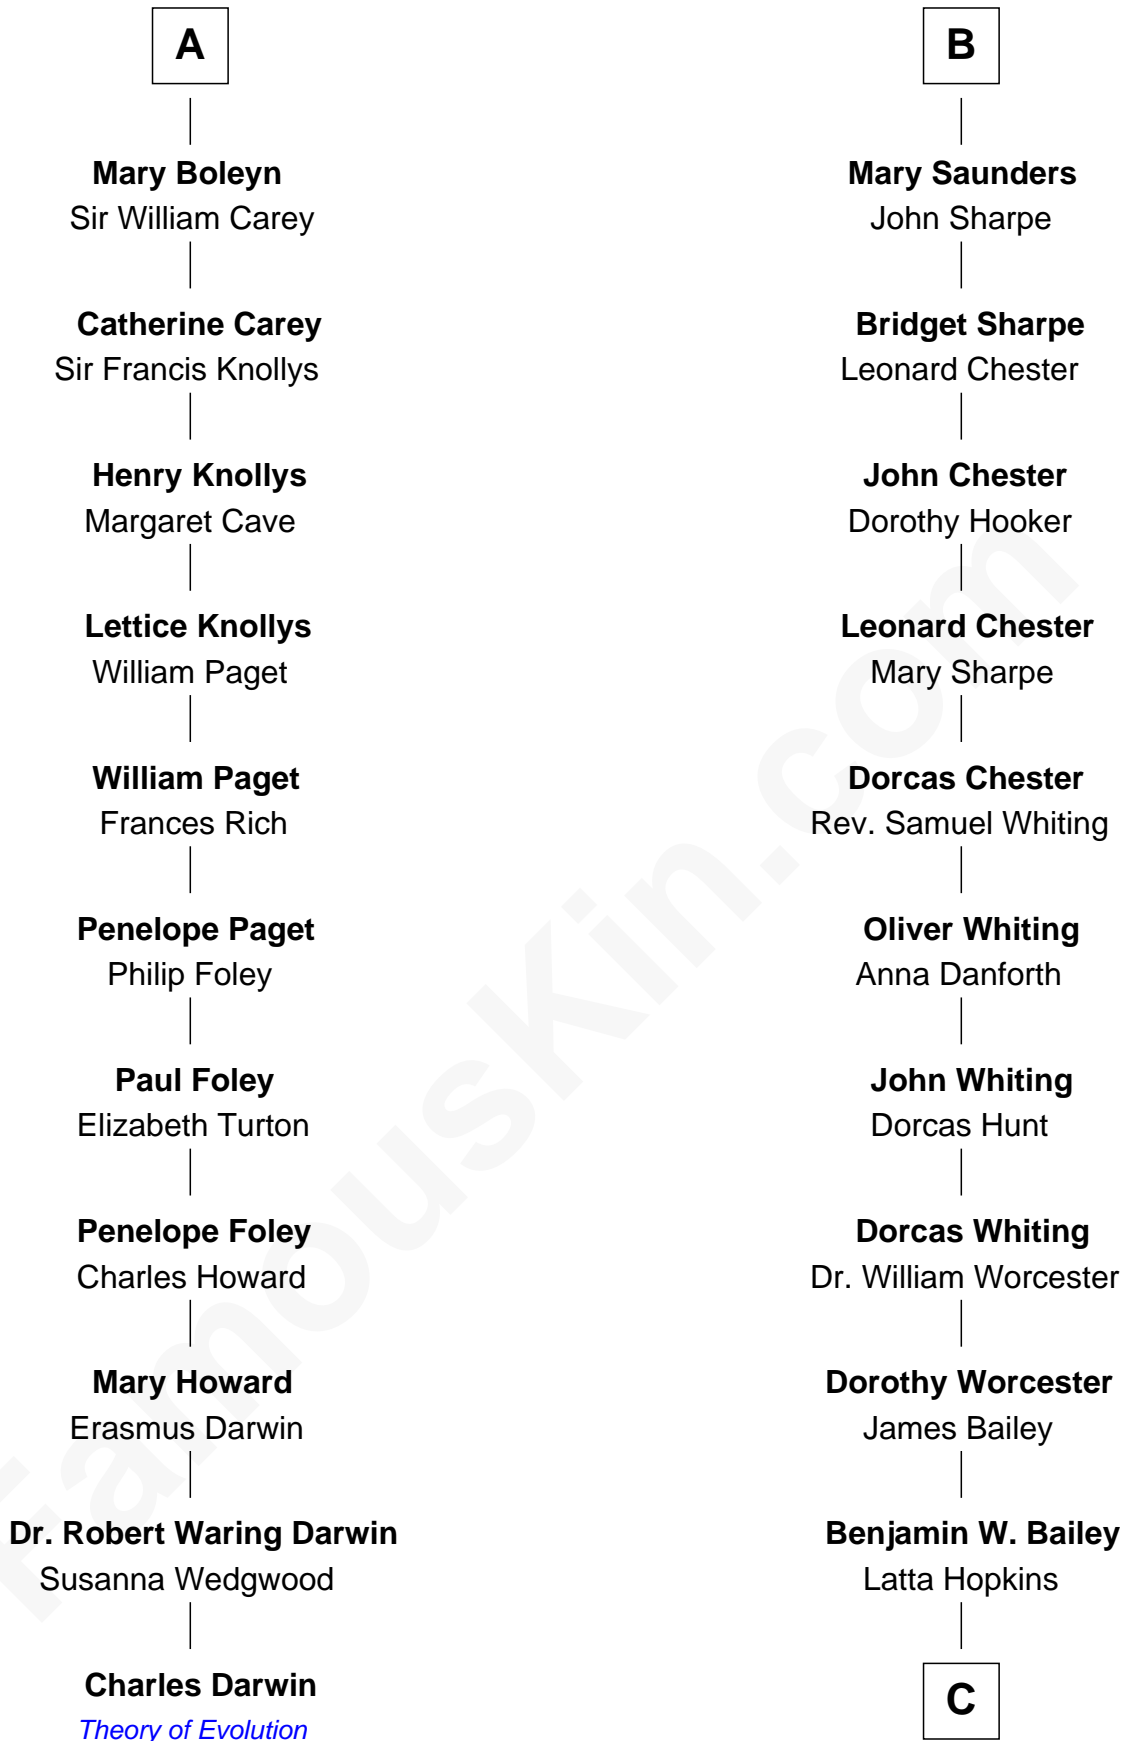 A
Mary Boleyn
Sir William Carey
Catherine Carey
Sir Francis Knollys
Henry Knollys
Margaret Cave
Lettice Knollys
William Paget
William Paget
Frances Rich
Penelope Paget
Philip Foley
Paul Foley
Elizabeth Turton
Penelope Foley
Charles Howard
Mary Howard
Erasmus Darwin
Dr. Robert Waring Darwin
Susanna Wedgwood
Charles Darwin
Theory of Evolution
B
Mary Saunders
John Sharpe
Bridget Sharpe
Leonard Chester
John Chester
Dorothy Hooker
Leonard Chester
Mary Sharpe
Dorcas Chester
Rev. Samuel Whiting
Oliver Whiting
Anna Danforth
John Whiting
Dorcas Hunt
Dorcas Whiting
Dr. William Worcester
Dorothy Worcester
James Bailey
Benjamin W. Bailey
Latta Hopkins
C
FamousKin.com